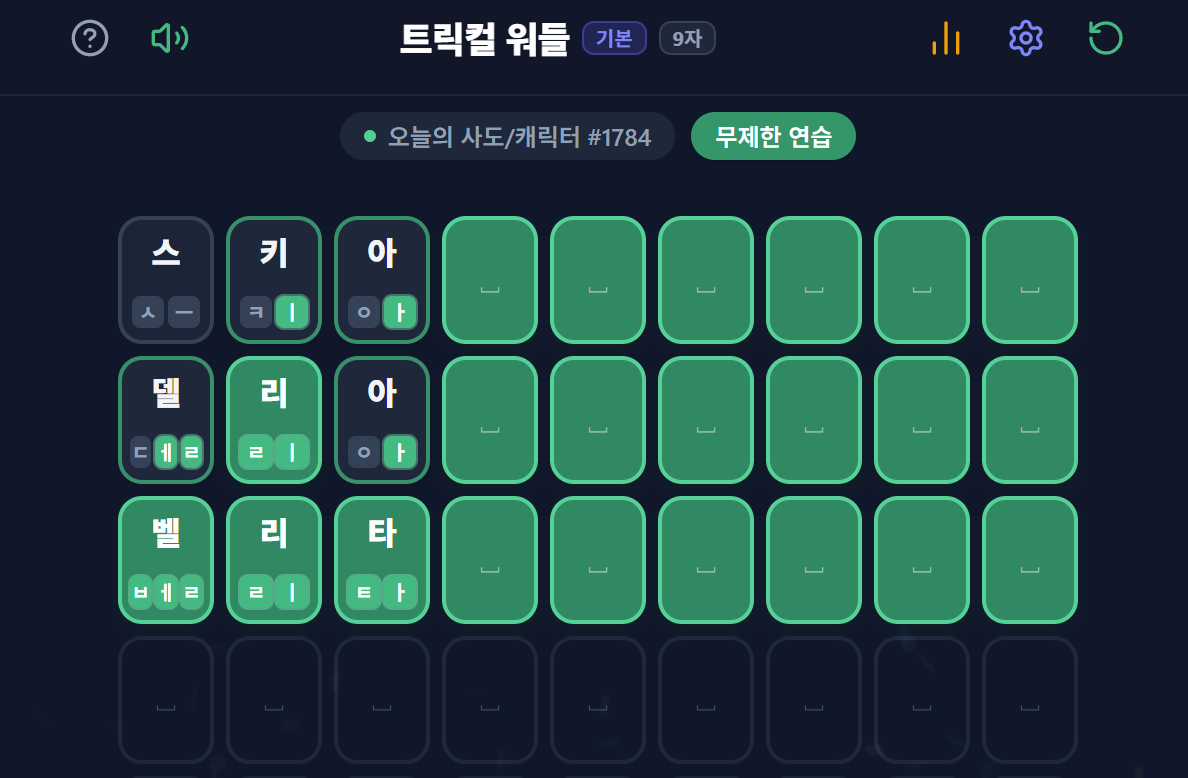 트릭컬 워들 기본 9자
오늘의 사도/캐릭터 #1784 무제한 연습
스 키 아
ㅅ ㅡ ㅋ ㅣ ㅇ ㅏ
델 리 아
ㄷ ㅔ ㄹ ㄹ ㅣ ㅇ ㅏ
벨 리 타
ㅂ ㅔ ㄹ ㄹ ㅣ ㅌ ㅏ